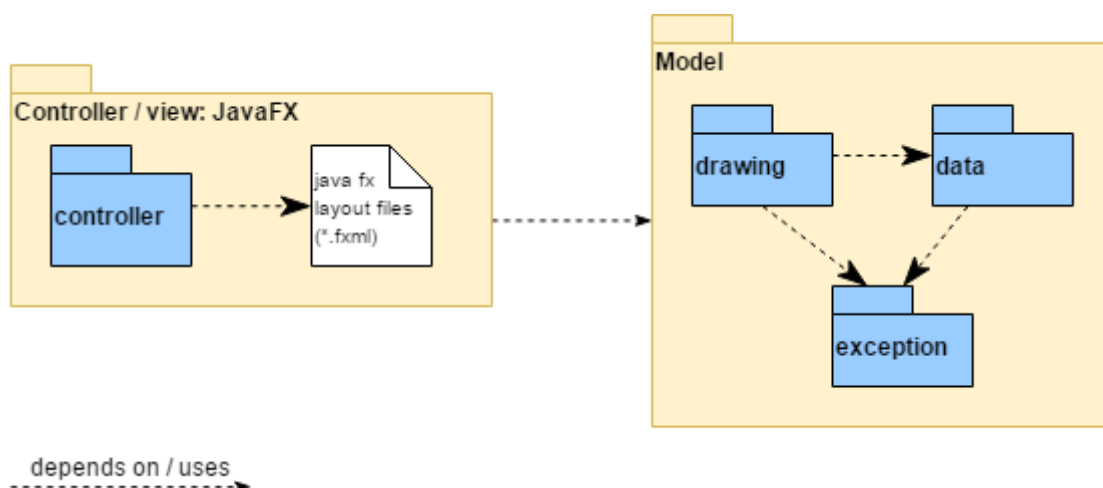 Controller / view: JavaFX
controller
java fx
layout files
(*.fxml)
Model
drawing
data
exception
depends on / uses